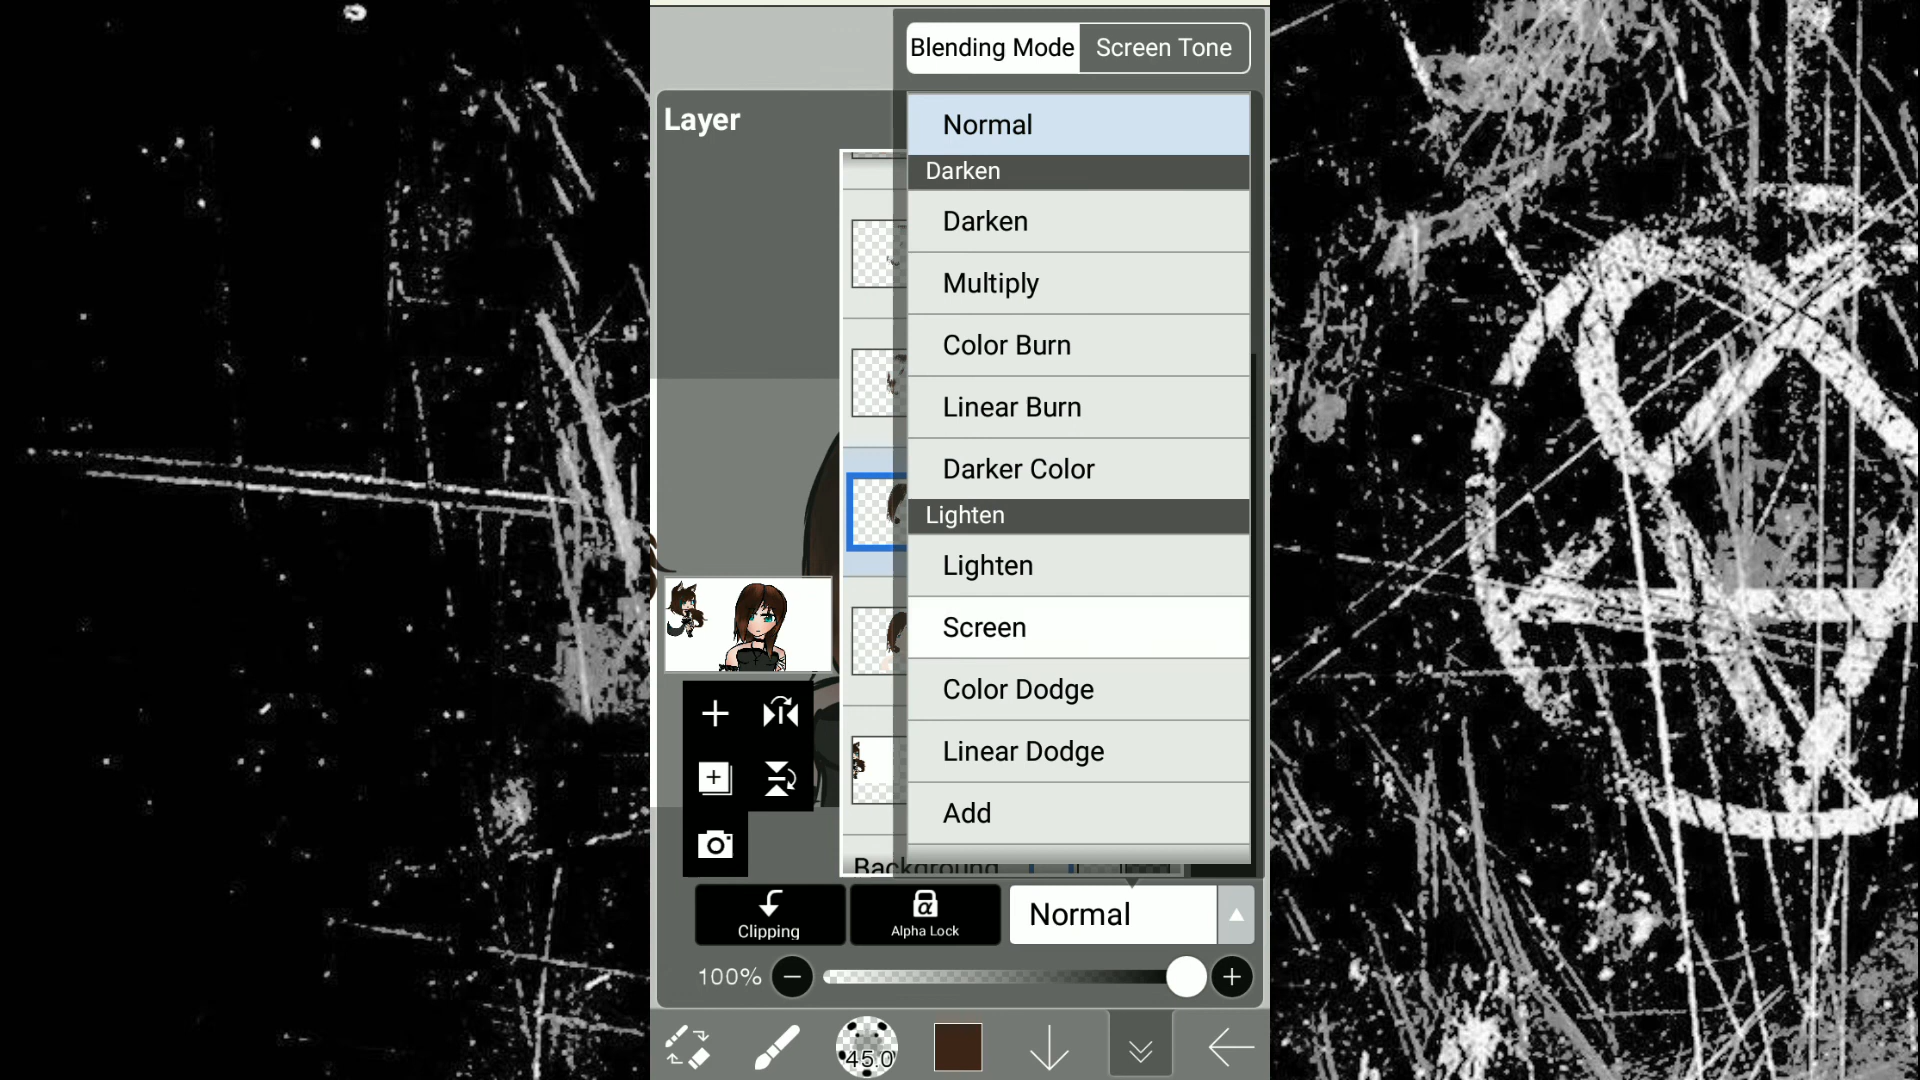 Blending Mode
Screen Tone
Layer
Normal
Darken
Darken
Multiply
Color Burn
Linear Burn
Darker Color
Lighten
Lighten
Screen
Color Dodge
Linear Dodge
Add
Background
Clipping
α
Alpha Lock
Normal
100%
45.0